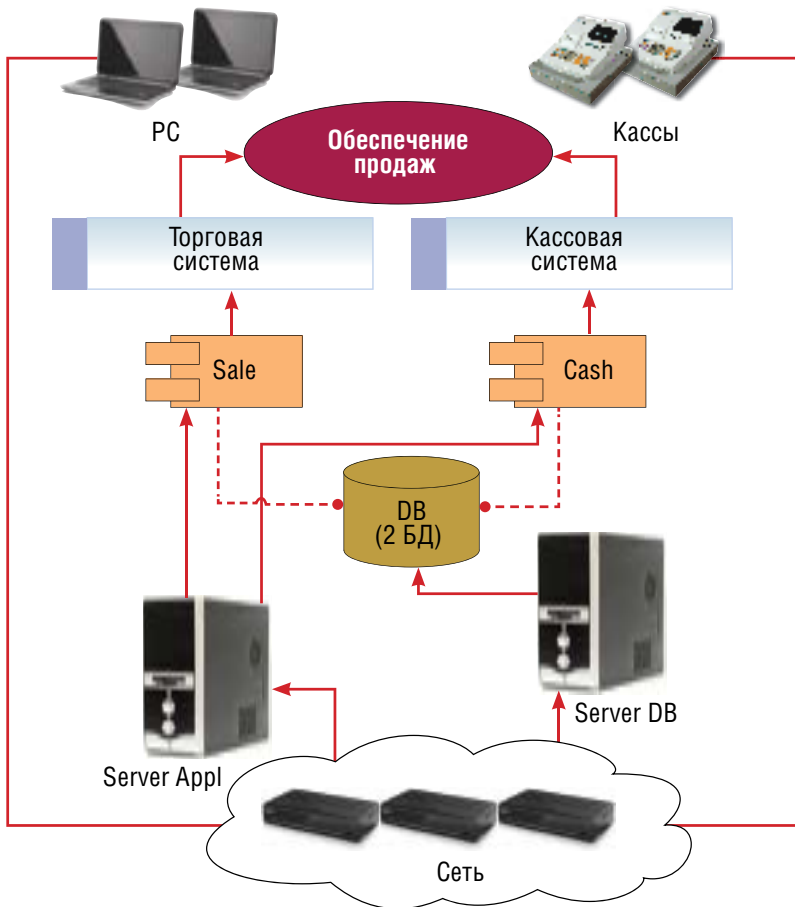 PC
Кассы
Обеспечение
продаж
Торговая
система
Кассовая
система
Sale
Cash
DB
(2 БД)
Server DB
Server Appl
Сеть